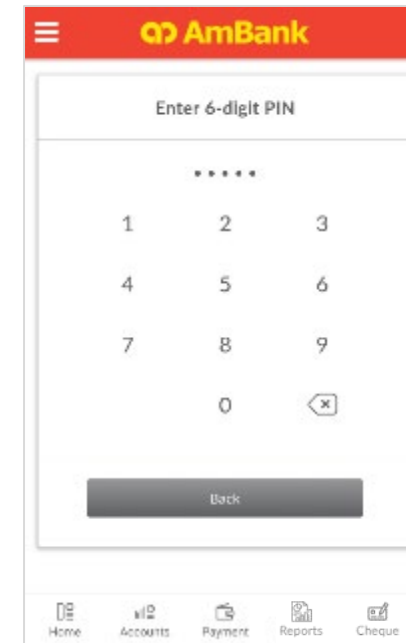 AmBank
Enter 6-digit PIN
•••••
1 2 3
4 5 6
7 8 9
0
Back
Home Accounts Payment Reports Cheque